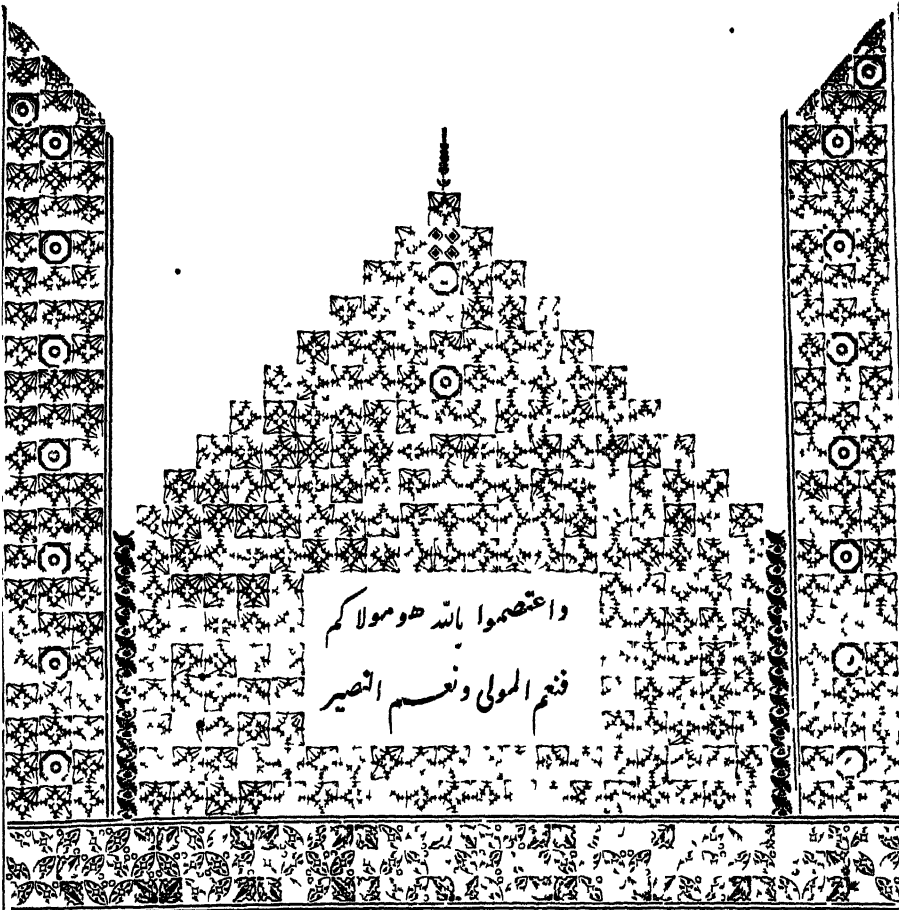 واعتصموا بالله هو مولاكم
فنعم المولى ونعم النصير